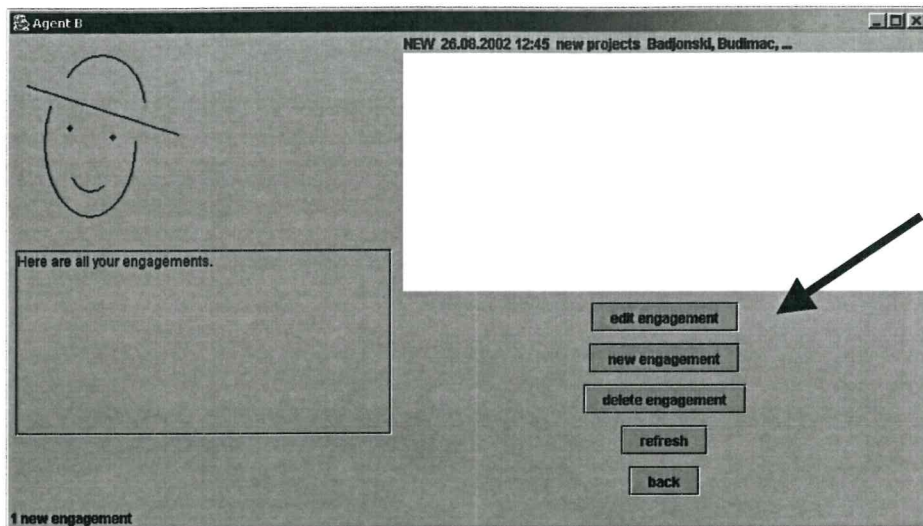 Agent B
NEW 26.08.2002 12:45 new projects Badjonski, Budimac, ...
Here are all your engagements.
edit engagement
new engagement
delete engagement
refresh
back
1 new engagement